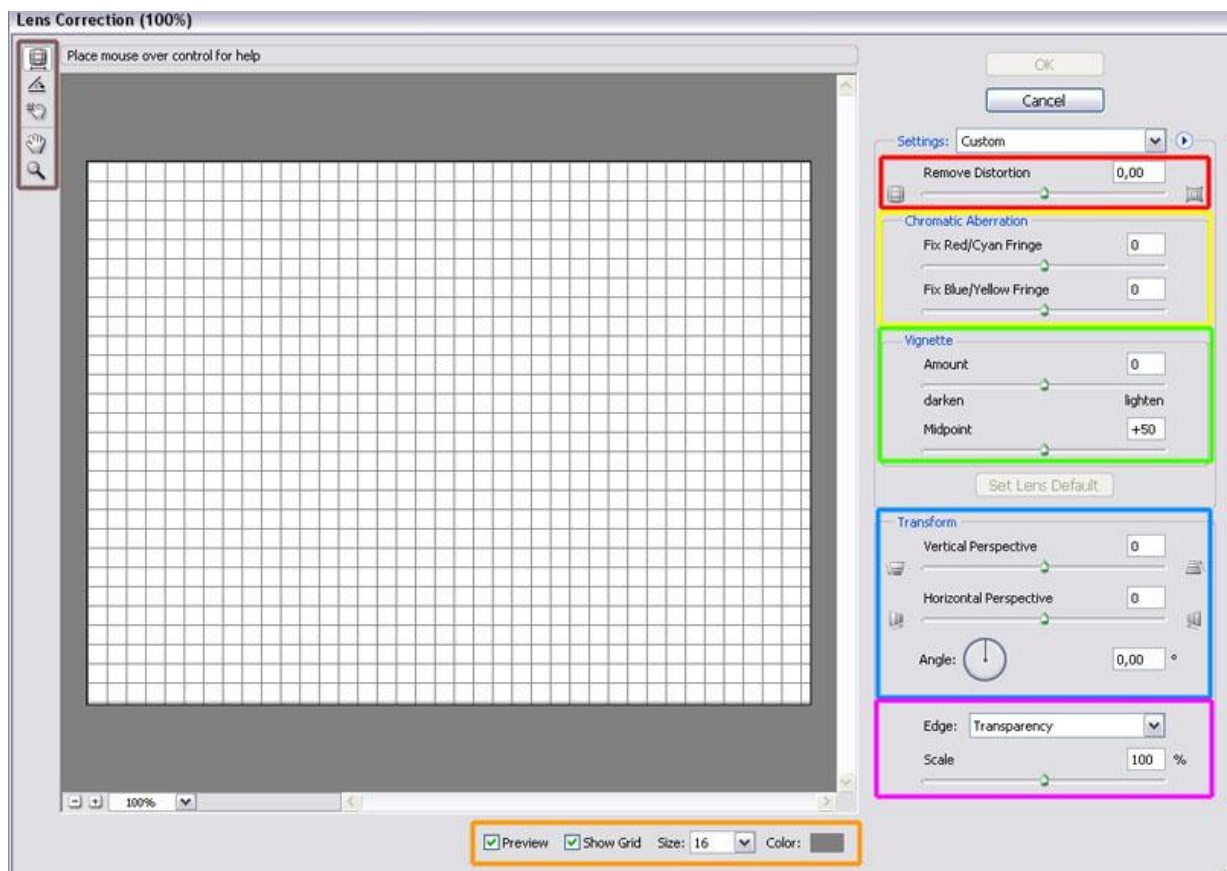 Lens Correction (100%)
Place mouse over control for help
OK
Cancel
Settings: Custom
Remove Distortion 0,00
Chromatic Aberration
Fix Red/Cyan Fringe 0
Fix Blue/Yellow Fringe 0
Vignette
Amount 0
darken lighten
Midpoint +50
Set Lens Default
Transform
Vertical Perspective 0
Horizontal Perspective 0
Angle: 0,00 °
Edge: Transparency
Scale 100 %
100%
Preview Show Grid Size: 16 Color: